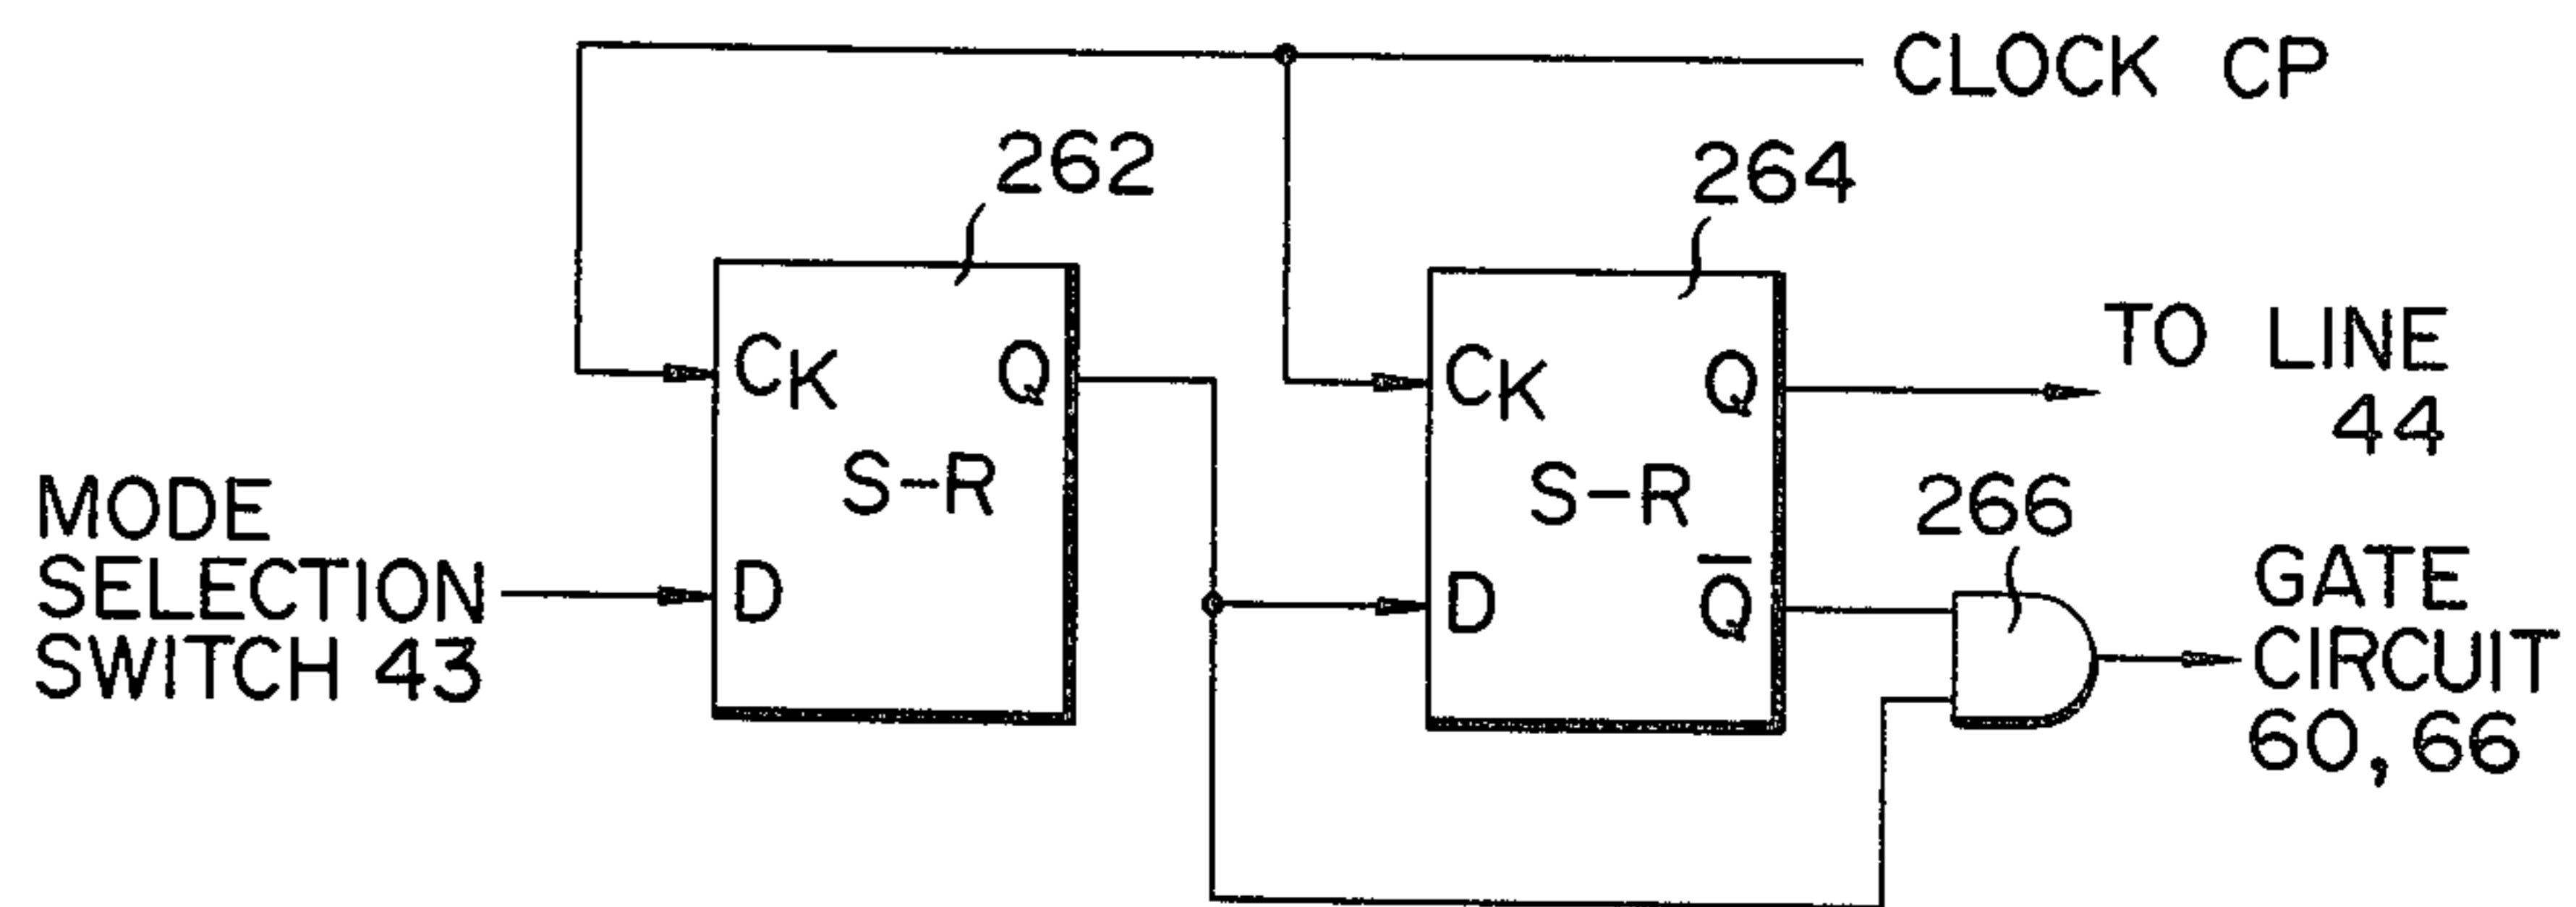 CLOCK CP
262
264
CK
Q
S-R
D
CK
Q
S-R
D
Q̅
TO LINE
44
266
MODE
SELECTION
SWITCH 43
GATE
CIRCUIT
60, 66